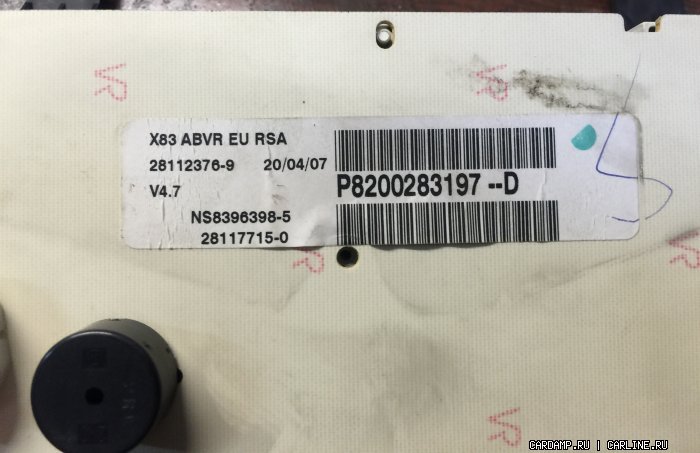 VR
VR
X83 ABVR EU RSA
28112376-9 20/04/07
V4.7
P8200283197 --D
NS8396398-5
28117715-0
VR
VR
VR
CARDAMP.RU | CARLINE.RU